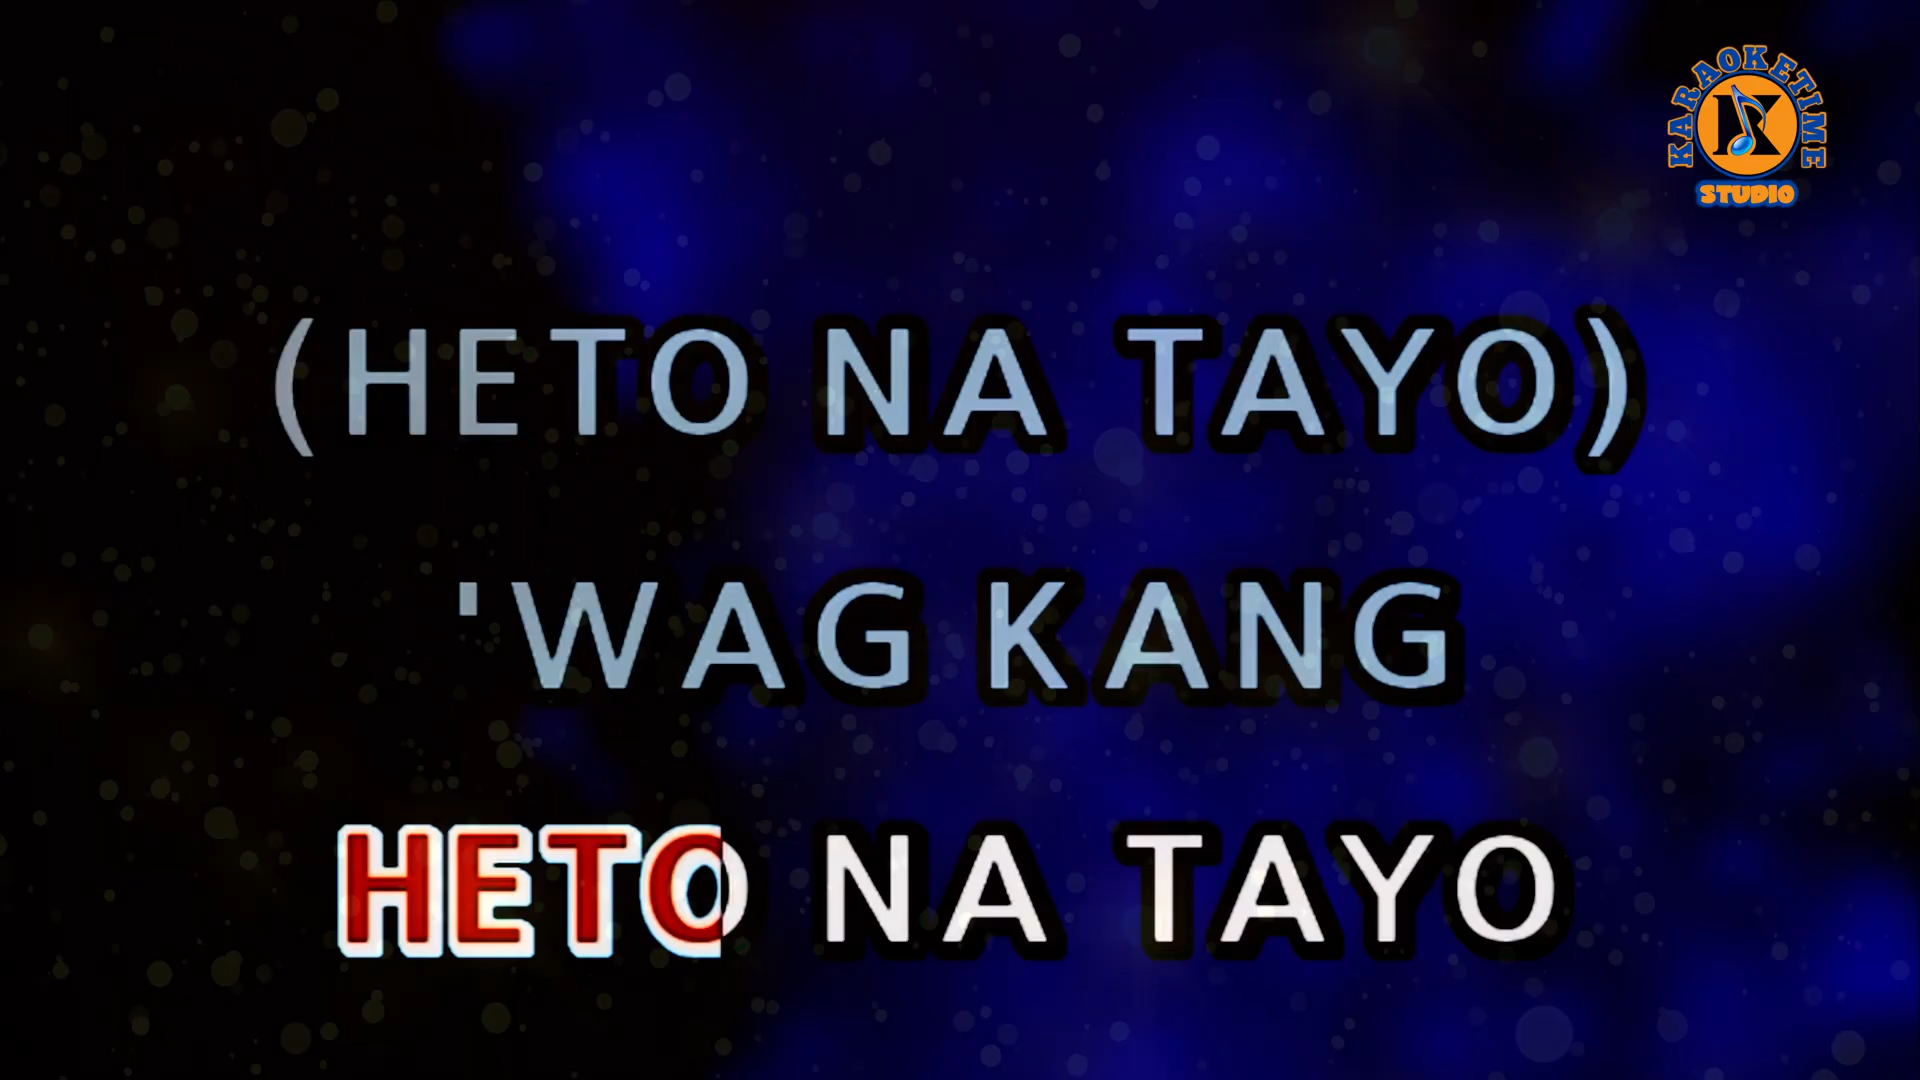 KARAOKETIME
K
STUDIO
(HETO NA TAYO)
'WAG KANG
HETO NA TAYO